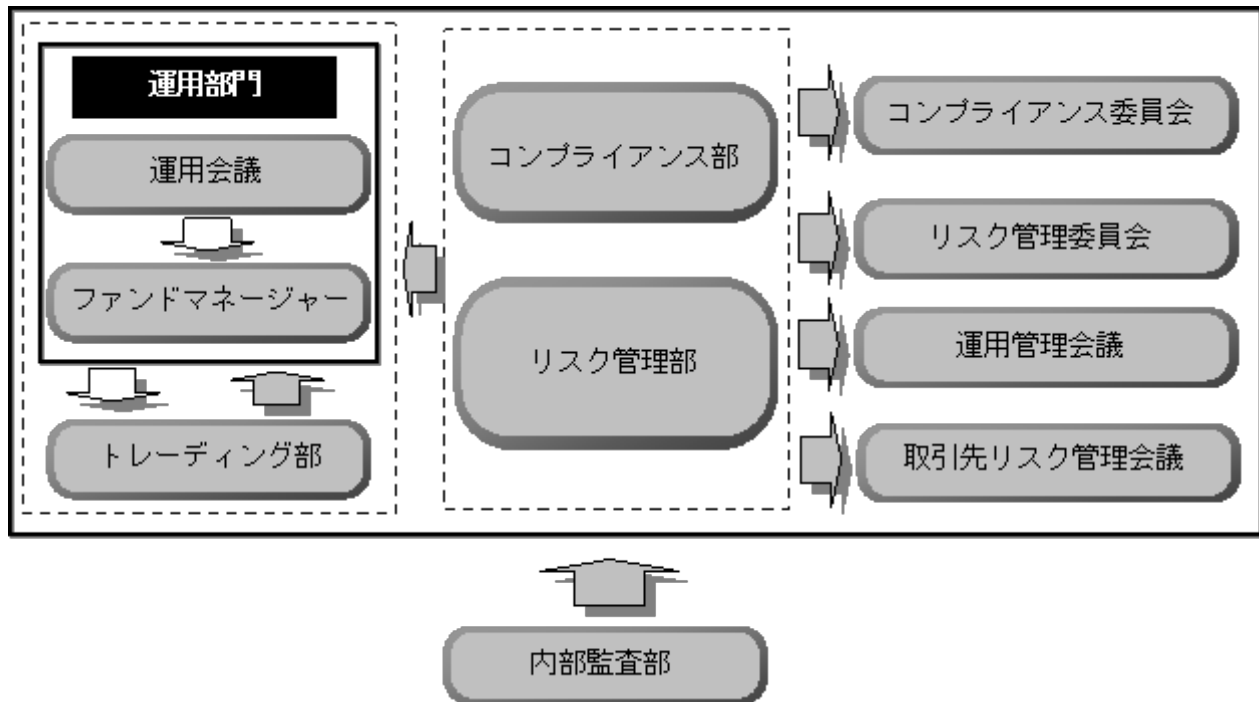 運用部門
運用会議
ファンドマネージャー
トレーディング部
コンプライアンス部
リスク管理部
コンプライアンス委員会
リスク管理委員会
運用管理会議
取引先リスク管理会議
内部監査部